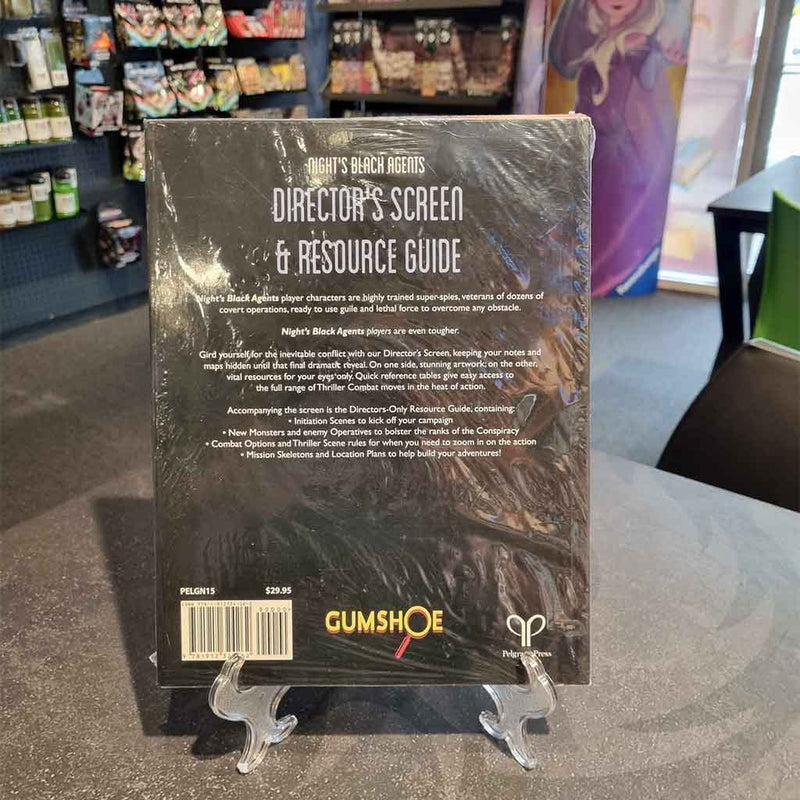 NIGHT'S BLACK AGENTS
DIRECTOR'S SCREEN
& RESOURCE GUIDE
Night's Black Agents player characters are highly trained super-spies, veterans of dozens of
covert operations, ready to use guile and lethal force to overcome any obstacle.
Night's Black Agents players are even tougher.
Gird yourself for the inevitable conflict with our Director's Screen, keeping your notes and
maps hidden until that final dramatic reveal. On one side, stunning artwork; on the other,
vital resources for your eyes only. Quick reference tables give easy access to
the full range of Thriller Combat moves in the heat of action.
Accompanying the screen is the Directors-Only Resource Guide, containing:
• Initiation Scenes to kick off your campaign
• New Monsters and enemy Operatives to bolster the ranks of the Conspiracy
• Combat Options and Thriller Scene rules for when you need to zoom in on the action
• Mission Skeletons and Location Plans to help build your adventures!
PELGN15 $29.95
90000
GUMSHOE
Press